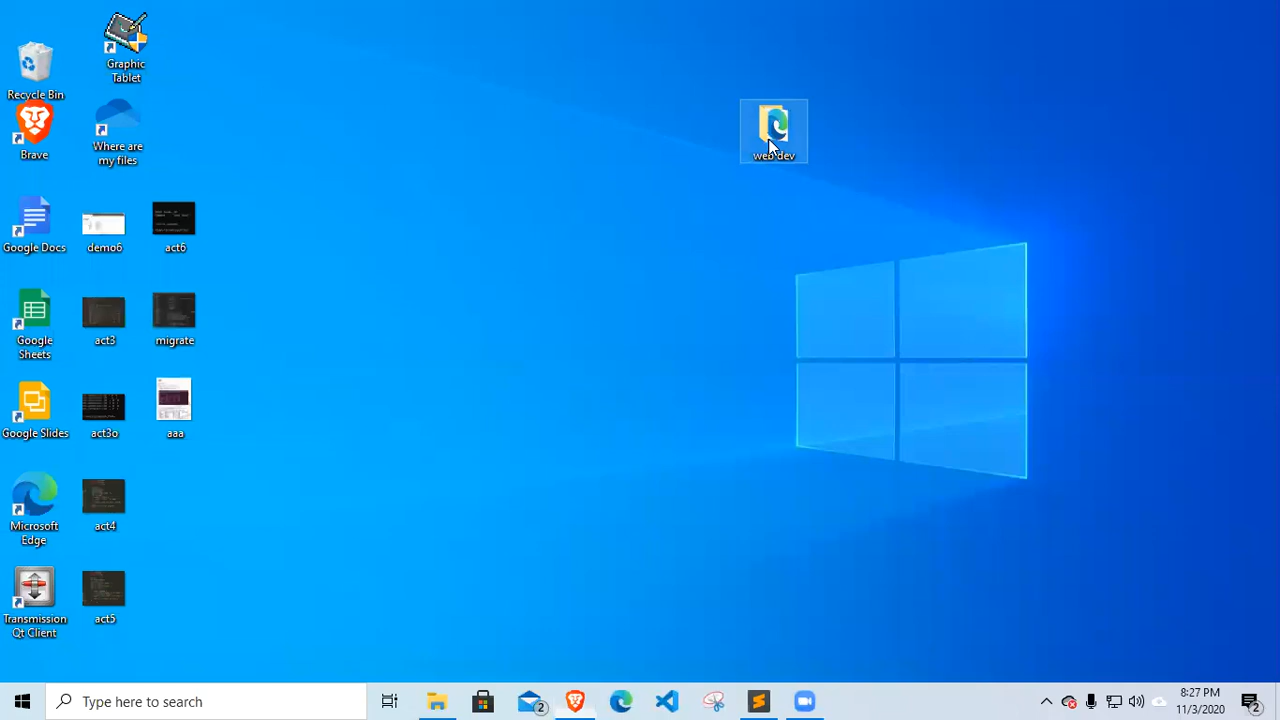 Graphic
Tablet
Recycle Bin
Brave
Where are
my files
web dev
Google Docs
demo6
act6
Google
Sheets
act3
migrate
Google Slides
act3o
aaa
Microsoft
Edge
act4
Transmission
Qt Client
act5
Type here to search
2
8:27 PM
11/3/2020
2